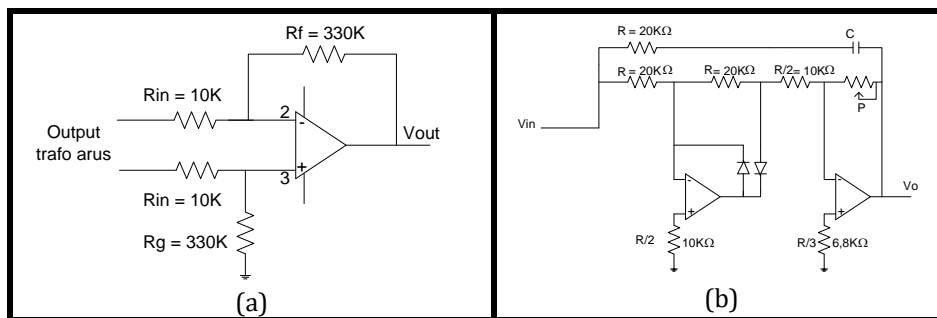 Rf = 330K
Rin = 10K
2
-
Output
trafo arus
Vout
+
3
Rin = 10K
Rg = 330K
(a)
R = 20KΩ
C
R= 20KΩ
R= 20KΩ
R/2= 10KΩ
P
Vin
-
+
-
+
Vo
R/2
10KΩ
R/3
6,8KΩ
(b)